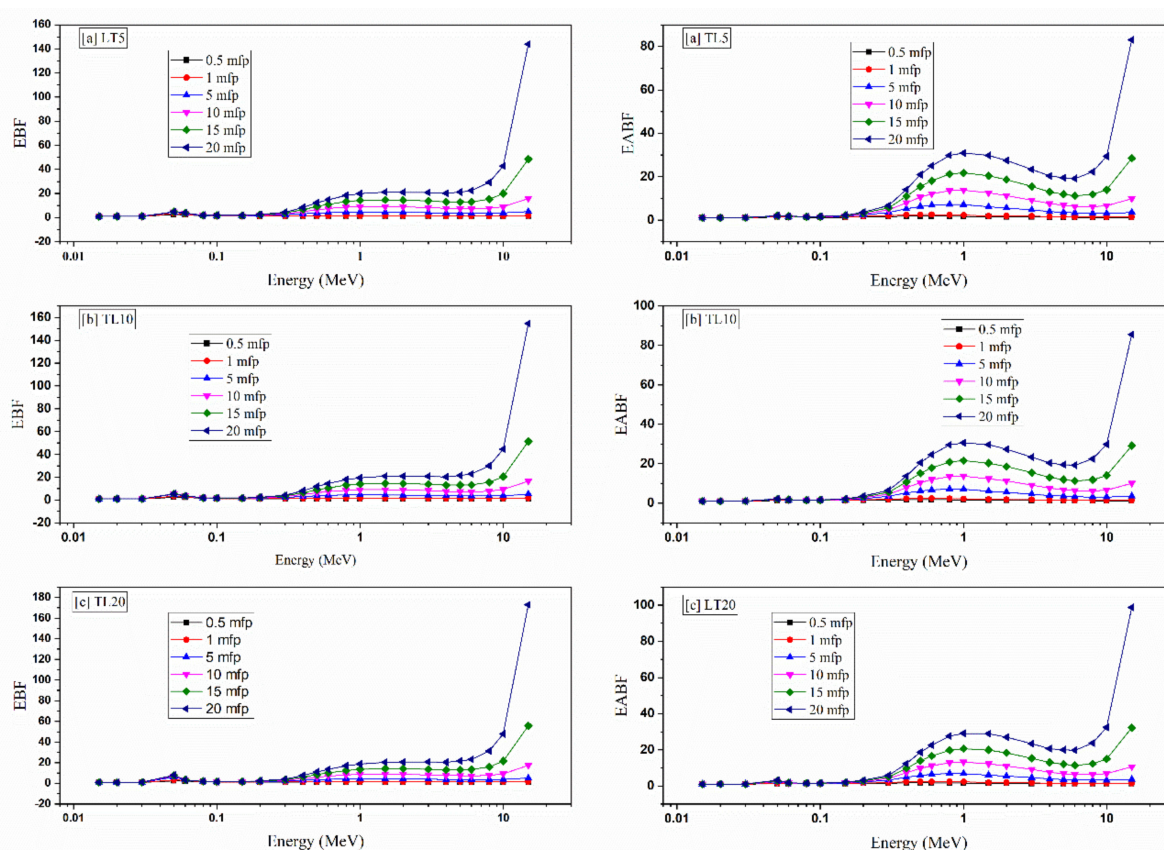 [a] LT5
0.5 mfp
1 mfp
5 mfp
10 mfp
15 mfp
20 mfp
160
140
120
100
80
60
40
20
0
-20
EBF
0.01
0.1
1
10
Energy (MeV)
[a] TL5
0.5 mfp
1 mfp
5 mfp
10 mfp
15 mfp
20 mfp
80
60
40
20
0
EABF
0.01
0.1
1
10
Energy (MeV)
[b] TL10
0.5 mfp
1 mfp
5 mfp
10 mfp
15 mfp
20 mfp
160
140
120
100
80
60
40
20
0
-20
EBF
0.01
0.1
1
10
Energy (MeV)
[b] TL10
0.5 mfp
1 mfp
5 mfp
10 mfp
15 mfp
20 mfp
100
80
60
40
20
0
EABF
0.01
0.1
1
10
Energy (MeV)
[c] TL20
0.5 mfp
1 mfp
5 mfp
10 mfp
15 mfp
20 mfp
180
160
140
120
100
80
60
40
20
0
-20
EBF
0.01
0.1
1
10
Energy (MeV)
[c] LT20
0.5 mfp
1 mfp
5 mfp
10 mfp
15 mfp
20 mfp
100
80
60
40
20
0
EABF
0.01
0.1
1
10
Energy (MeV)